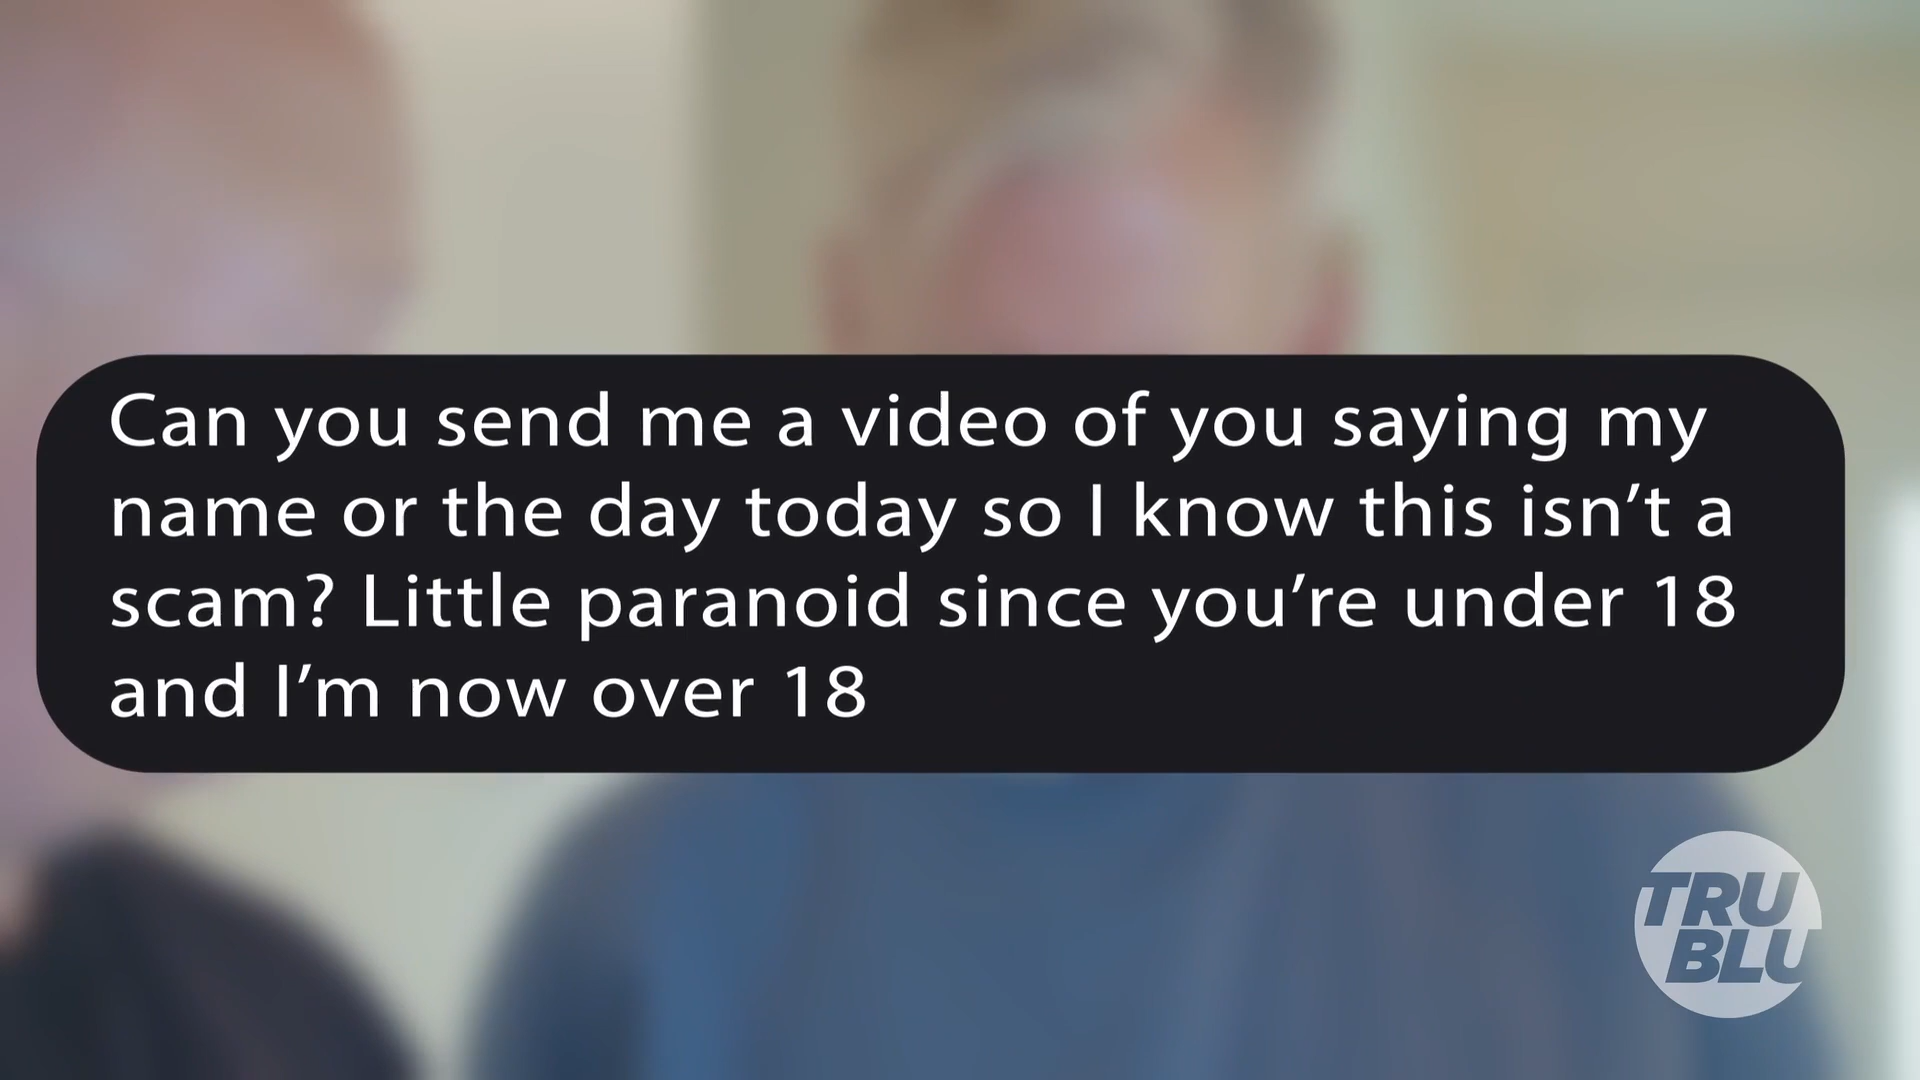 Can you send me a video of you saying my
name or the day today so I know this isn’t a
scam? Little paranoid since you’re under 18
and I’m now over 18
TRU
BLU